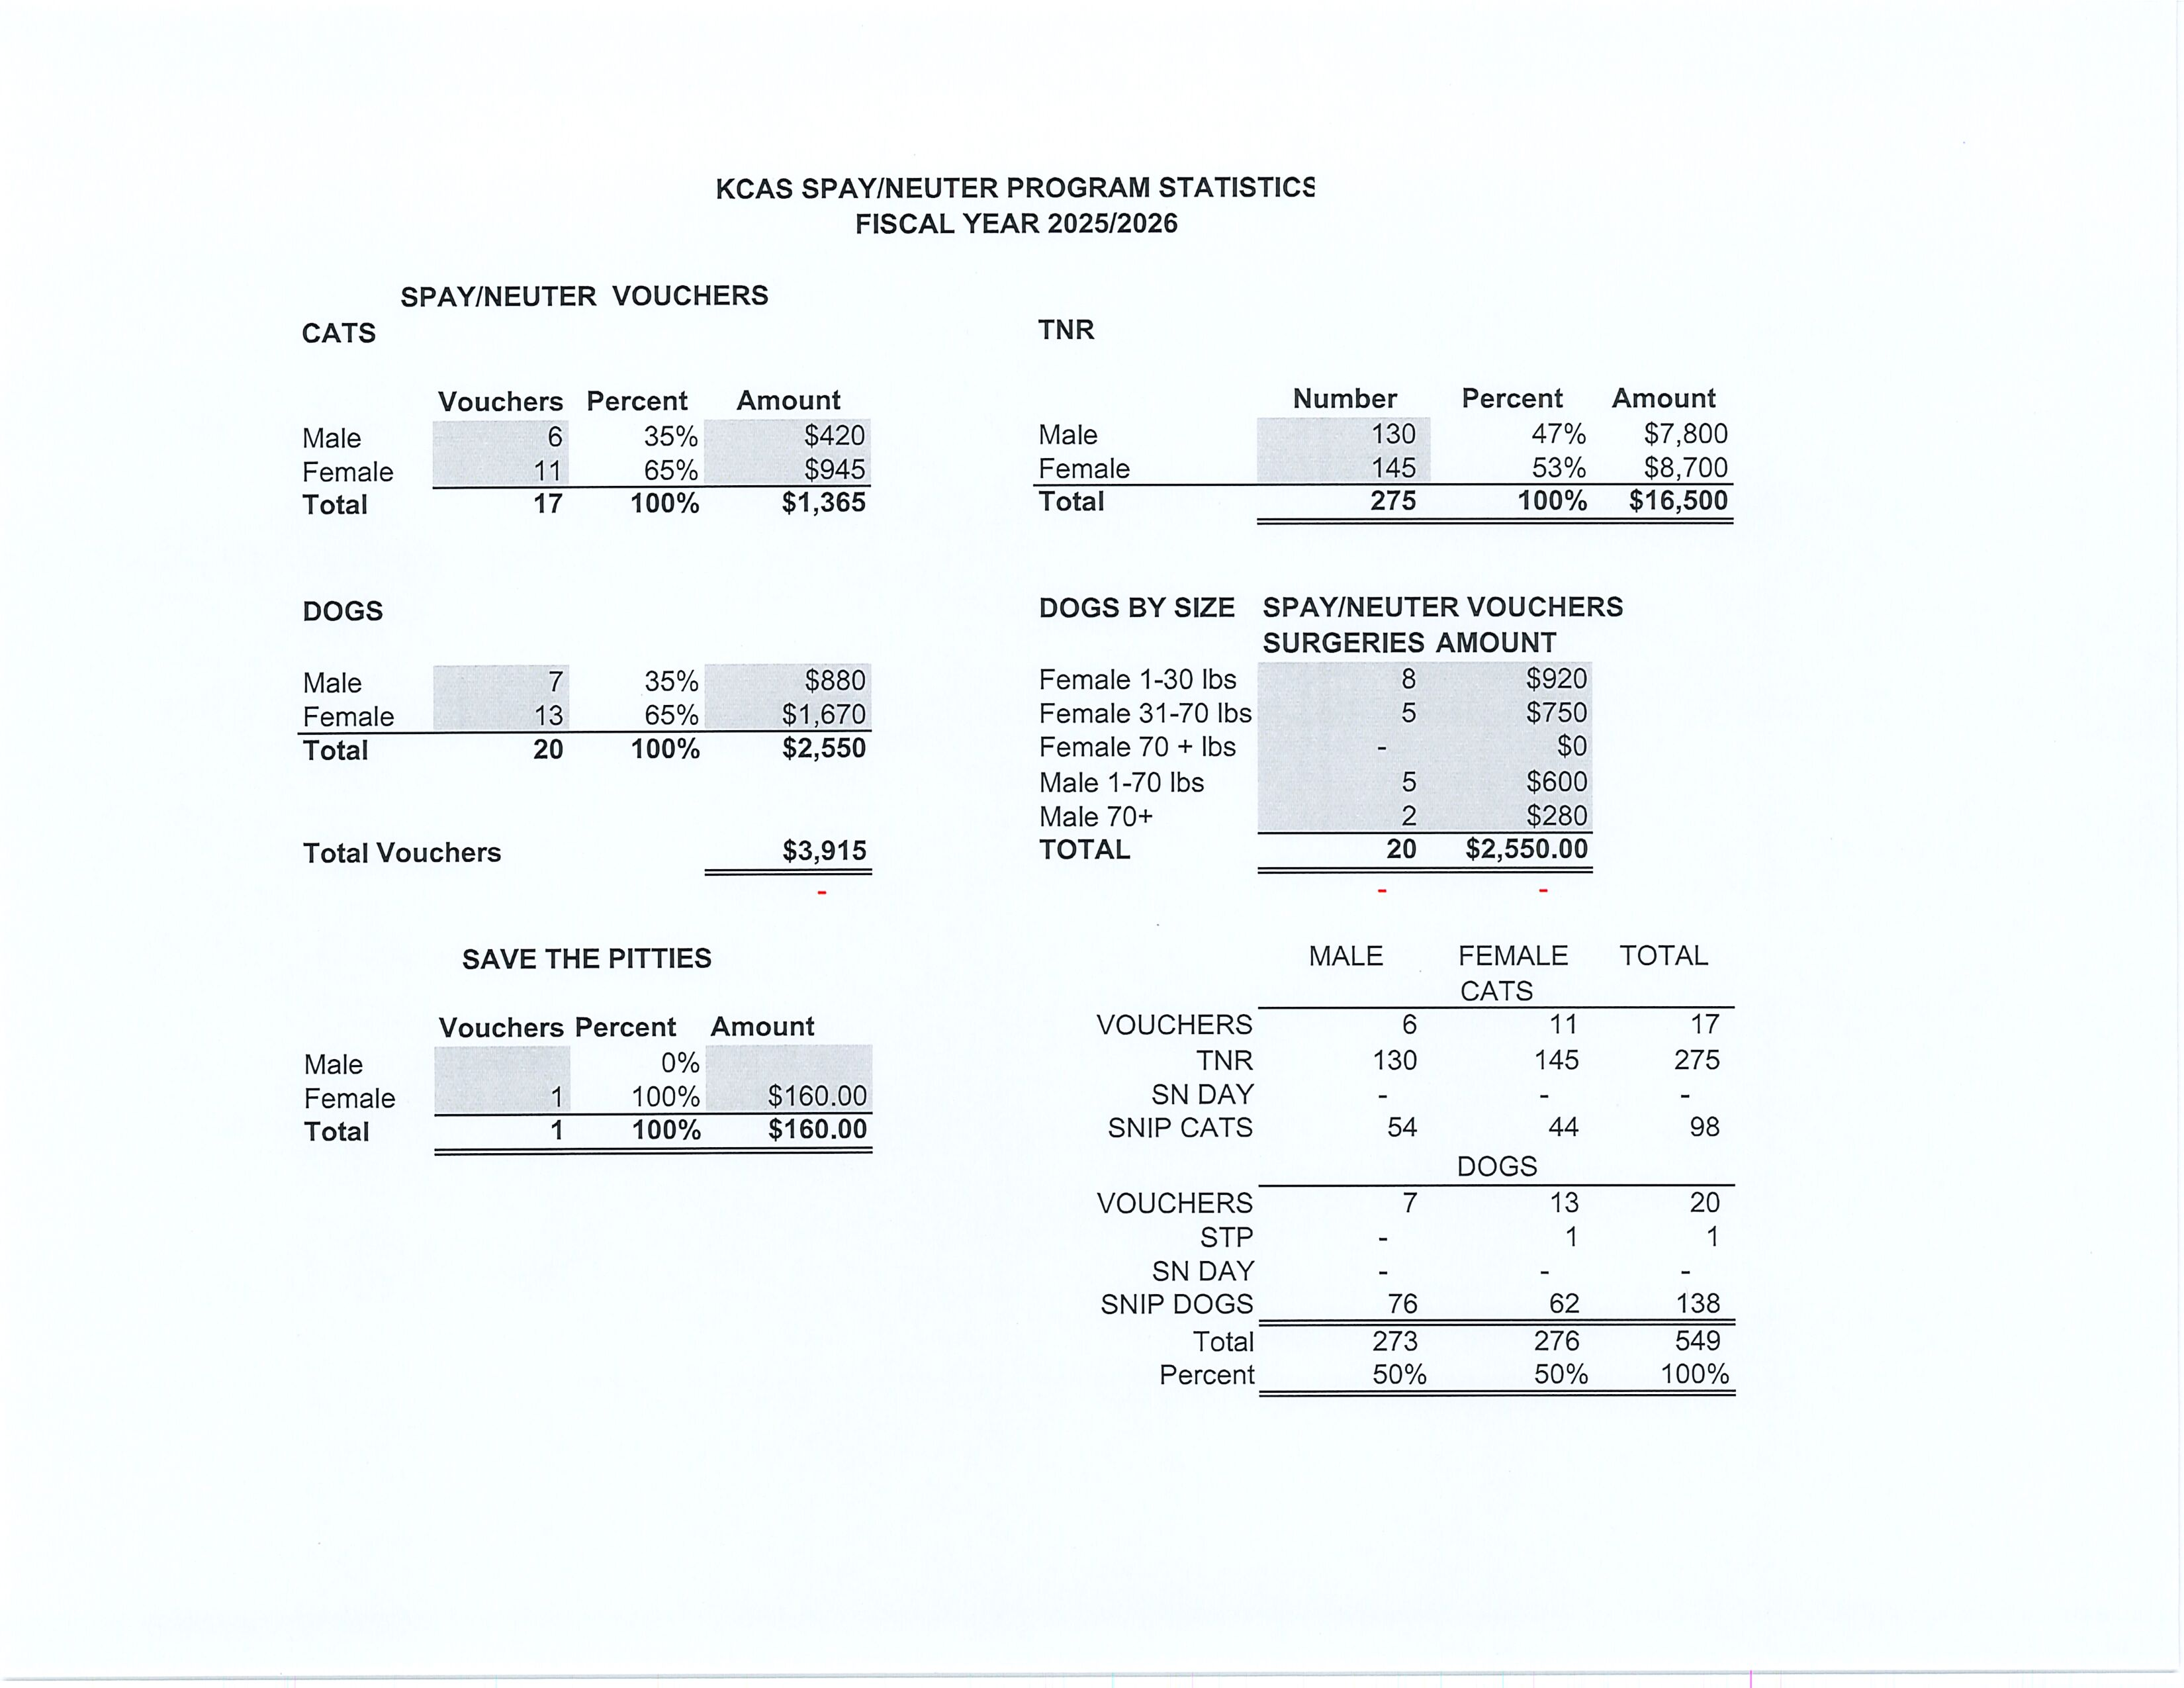 KCAS SPAY/NEUTER PROGRAM STATISTICS
FISCAL YEAR 2025/2026
SPAY/NEUTER VOUCHERS
CATS
Vouchers Percent Amount
Male 6 35% $420
Female 11 65% $945
Total 17 100% $1,365
DOGS
Male 7 35% $880
Female 13 65% $1,670
Total 20 100% $2,550
Total Vouchers $3,915
-
SAVE THE PITTIES
Vouchers Percent Amount
Male 0%
Female 1 100% $160.00
Total 1 100% $160.00
TNR
Number Percent Amount
Male 130 47% $7,800
Female 145 53% $8,700
Total 275 100% $16,500
DOGS BY SIZE SPAY/NEUTER VOUCHERS
SURGERIES AMOUNT
Female 1-30 lbs 8 $920
Female 31-70 lbs 5 $750
Female 70 + lbs - $0
Male 1-70 lbs 5 $600
Male 70+ 2 $280
TOTAL 20 $2,550.00
- -
MALE FEMALE TOTAL
CATS
VOUCHERS 6 11 17
TNR 130 145 275
SN DAY - - -
SNIP CATS 54 44 98
DOGS
VOUCHERS 7 13 20
STP - 1 1
SN DAY - - -
SNIP DOGS 76 62 138
Total 273 276 549
Percent 50% 50% 100%